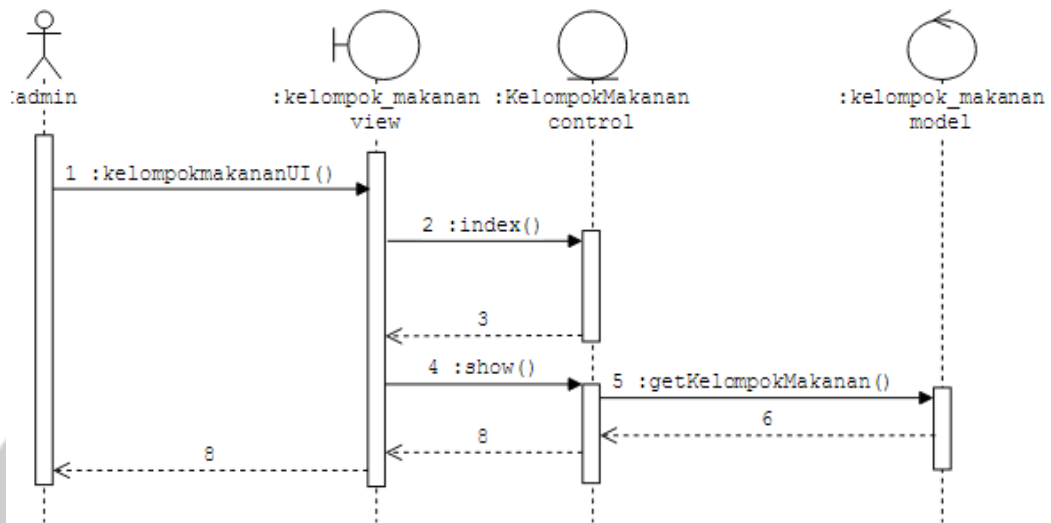 :admin
:kelompok_makanan
view
:KelompokMakanan
control
:kelompok_makanan
model
1 :kelompokmakananUI()
2 :index()
3
4 :show()
5 :getKelompokMakanan()
6
8
8